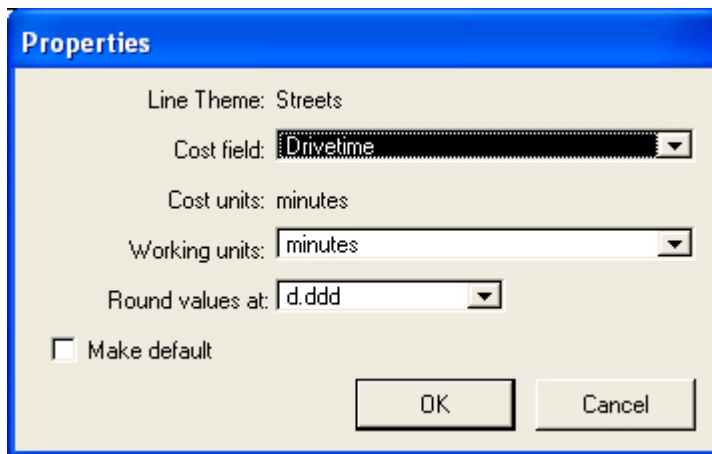 Properties
Line Theme: Streets
Cost field: Drivetime
Cost units: minutes
Working units: minutes
Round values at: d.ddd
Make default
OK Cancel